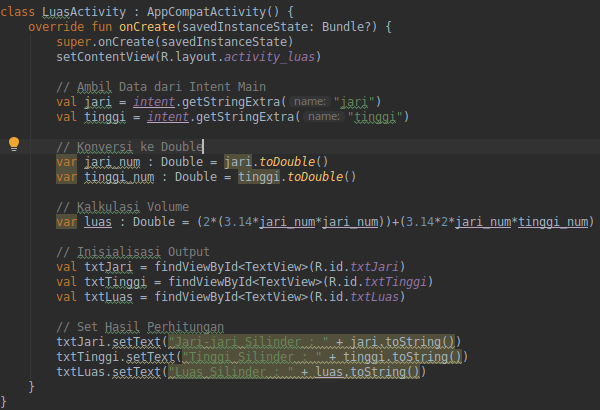 class LuasActivity : AppCompatActivity() {
override fun onCreate(savedInstanceState: Bundle?) {
super.onCreate(savedInstanceState)
setContentView(R.layout.activity_luas)
// Ambil Data dari Intent Main
val jari = intent.getStringExtra( name: "jari")
val tinggi = intent.getStringExtra( name: "tinggi")
// Konversi ke Double
var jari_num : Double = jari.toDouble()
var tinggi_num : Double = tinggi.toDouble()
// Kalkulasi Volume
var luas : Double = (2*(3.14*jari_num*jari_num))+(3.14*2*jari_num*tinggi_num)
// Inisialisasi Output
val txtJari = findViewById<TextView>(R.id.txtJari)
val txtTinggi = findViewById<TextView>(R.id.txtTinggi)
val txtLuas = findViewById<TextView>(R.id.txtLuas)
// Set Hasil Perhitungan
txtJari.setText("Jari-jari Silinder : " + jari.toString())
txtTinggi.setText("Tinggi Silinder : " + tinggi.toString())
txtLuas.setText("Luas Silinder : " + luas.toString())
}
}